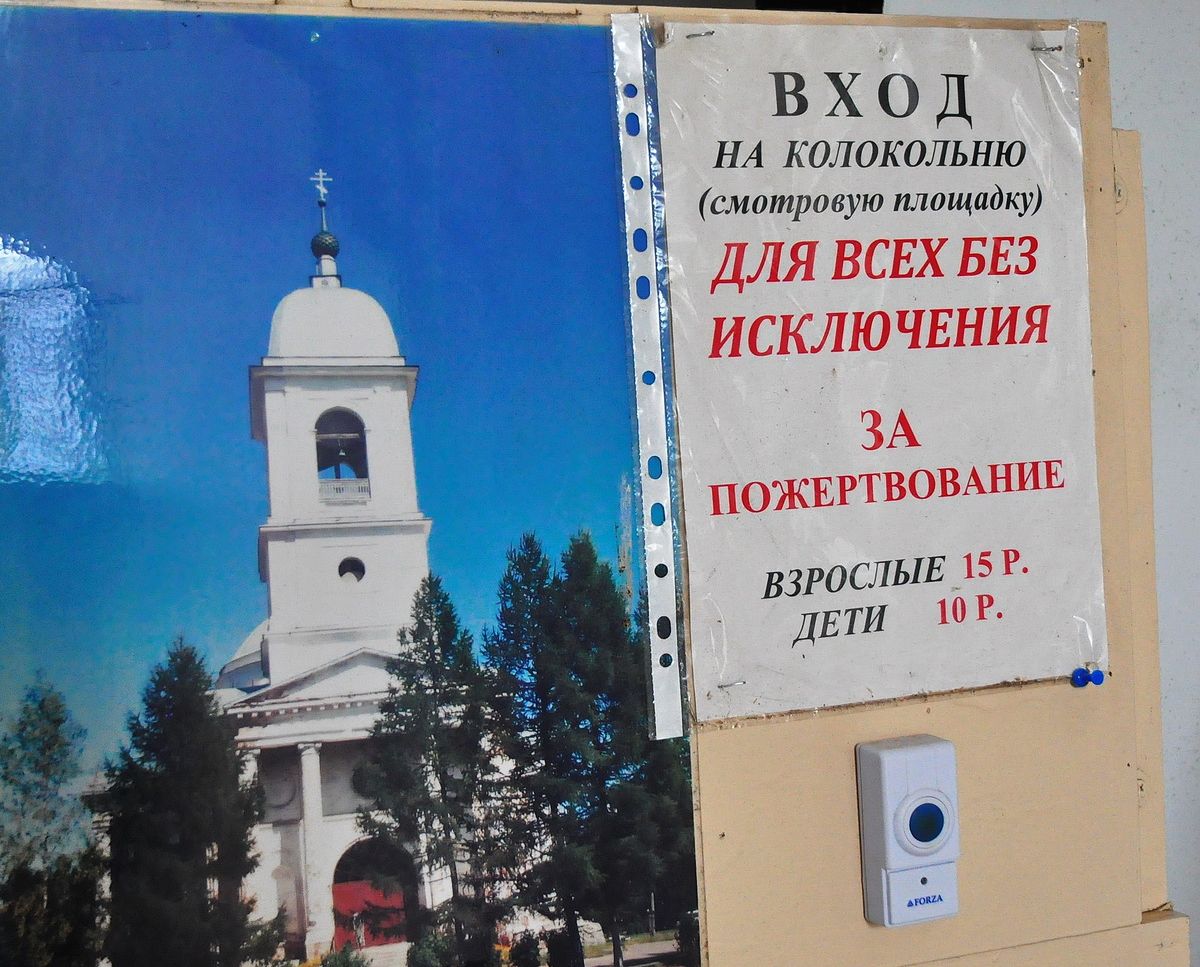 ВХОД
НА КОЛОКОЛЬНЮ
(смотровую площадку)
ДЛЯ ВСЕХ БЕЗ
ИСКЛЮЧЕНИЯ
ЗА
ПОЖЕРТВОВАНИЕ
ВЗРОСЛЫЕ 15 Р.
ДЕТИ 10 Р.
FORZA